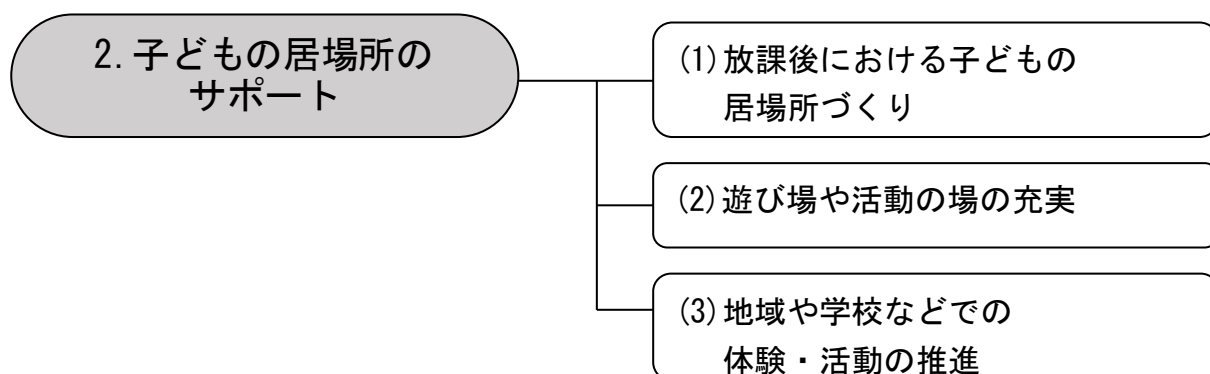 2.子どもの居場所の
サポート
(1)放課後における子どもの
居場所づくり
(2)遊び場や活動の場の充実
(3)地域や学校などでの
体験・活動の推進